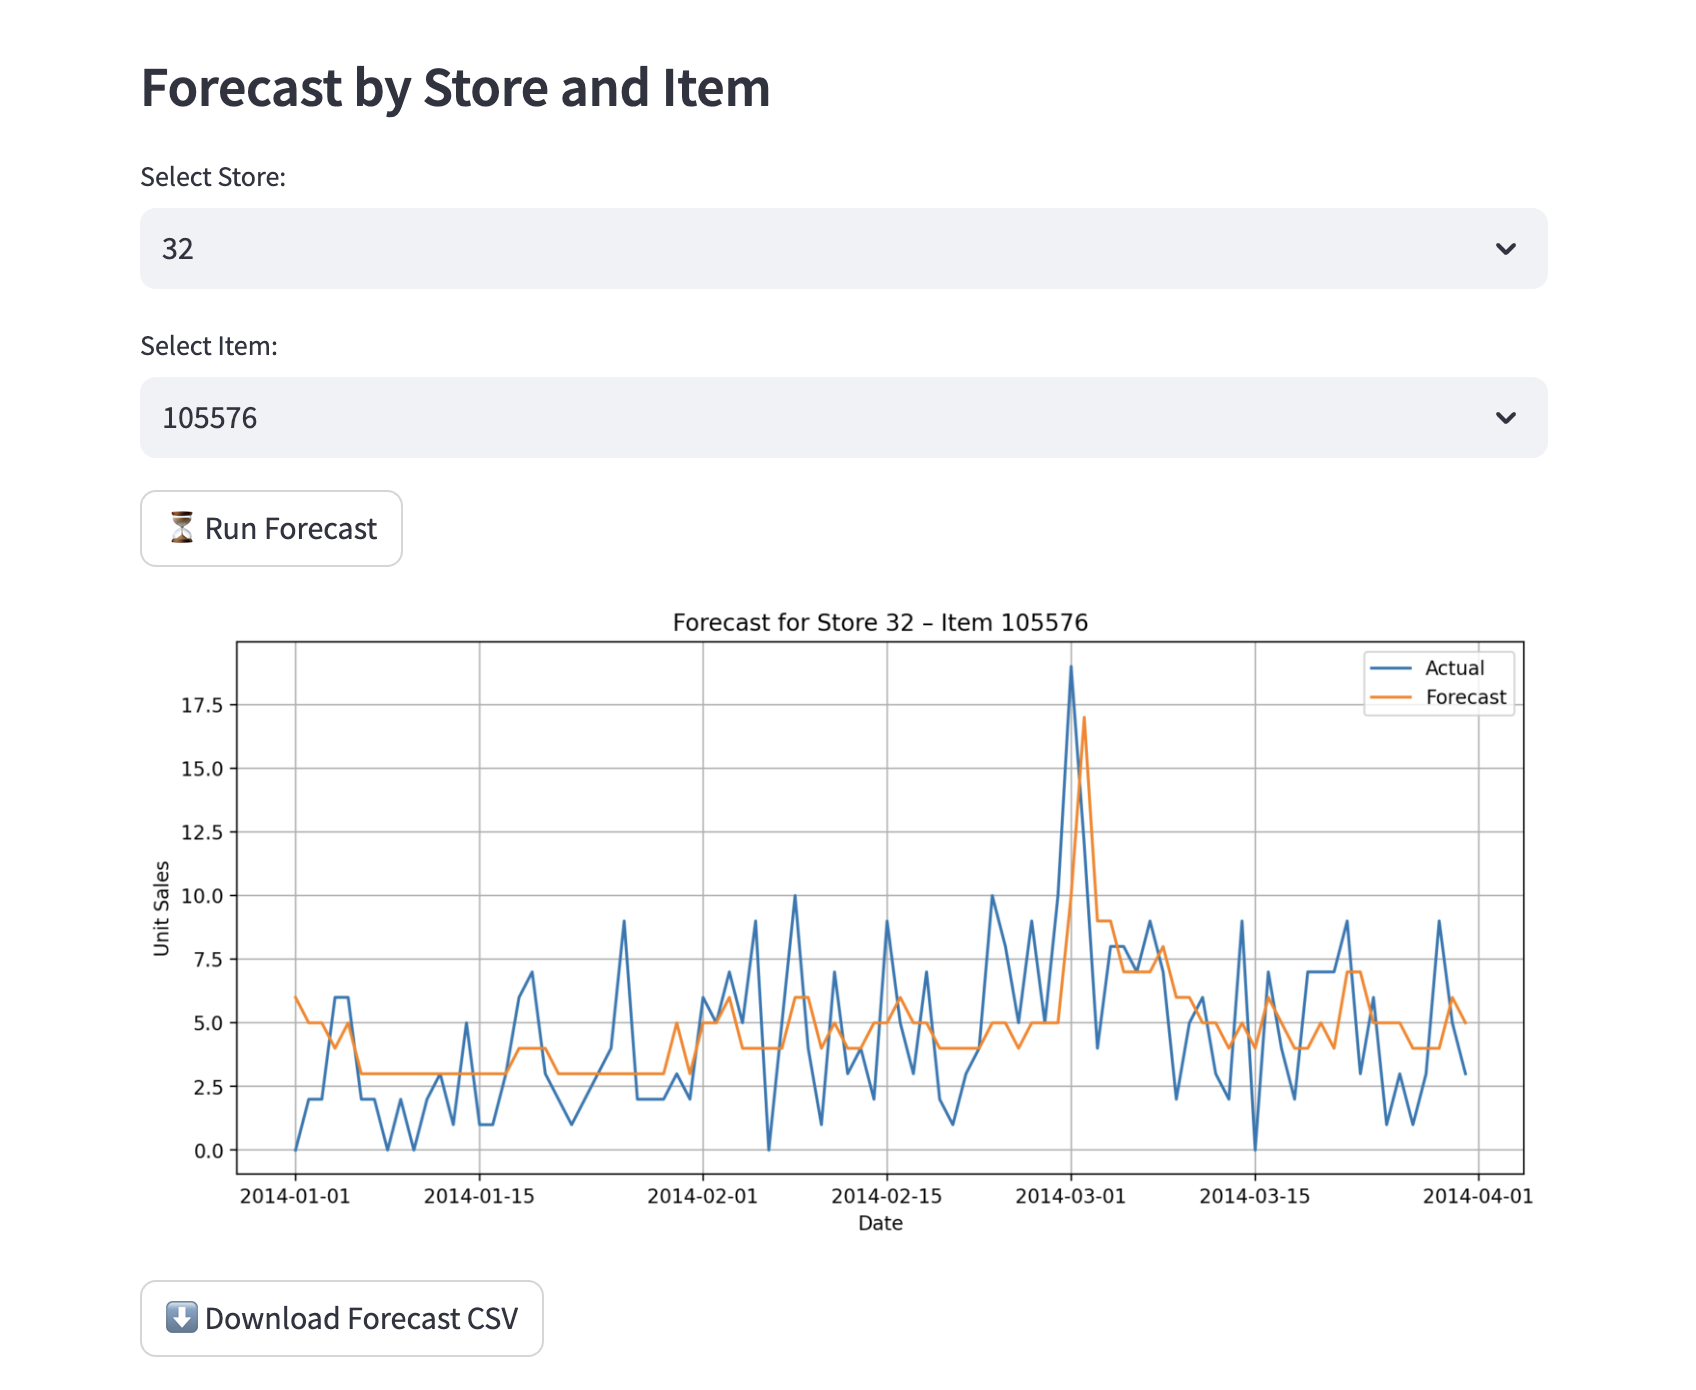 Forecast by Store and Item
Select Store:
32
Select Item:
105576
⏳ Run Forecast
Forecast for Store 32 – Item 105576
Actual
Forecast
Unit Sales
17.5
15.0
12.5
10.0
7.5
5.0
2.5
0.0
2014-01-01 2014-01-15 2014-02-01 2014-02-15 2014-03-01 2014-03-15 2014-04-01
Date
⬇️ Download Forecast CSV